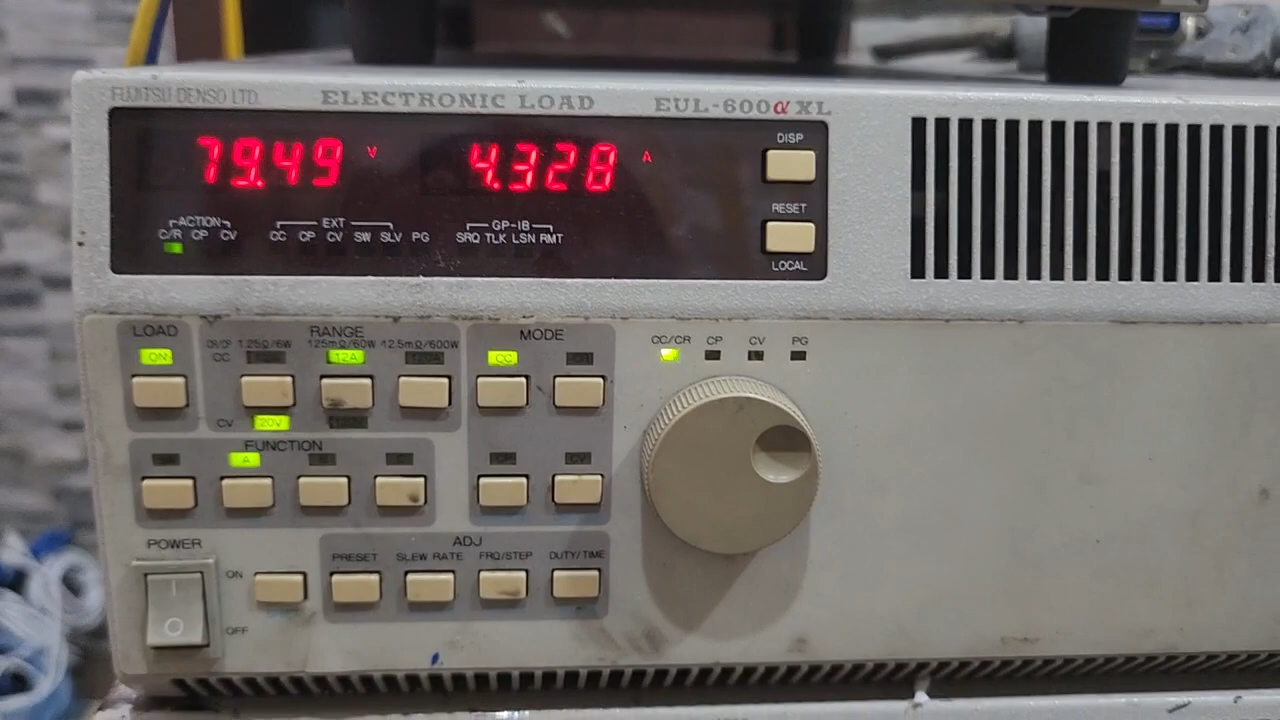 FUJITSU DENSO LTD. ELECTRONIC LOAD EUL-600α XL
79.49 V 4.328 A
DISP
RESET
LOCAL
ACTION EXT GP-IB
C/R CP CV CC CP CV SW SLV PG SRQ TLK LSN RMT
LOAD RANGE MODE
CR/CP 1.25Ω/6W 125mΩ/60W 12.5mΩ/600W
CC/CR CP CV PG
ON CC 12A CC
CV 20V
FUNCTION
A
POWER ADJ
PRESET SLEW RATE FRQ/STEP DUTY/TIME
ON
OFF